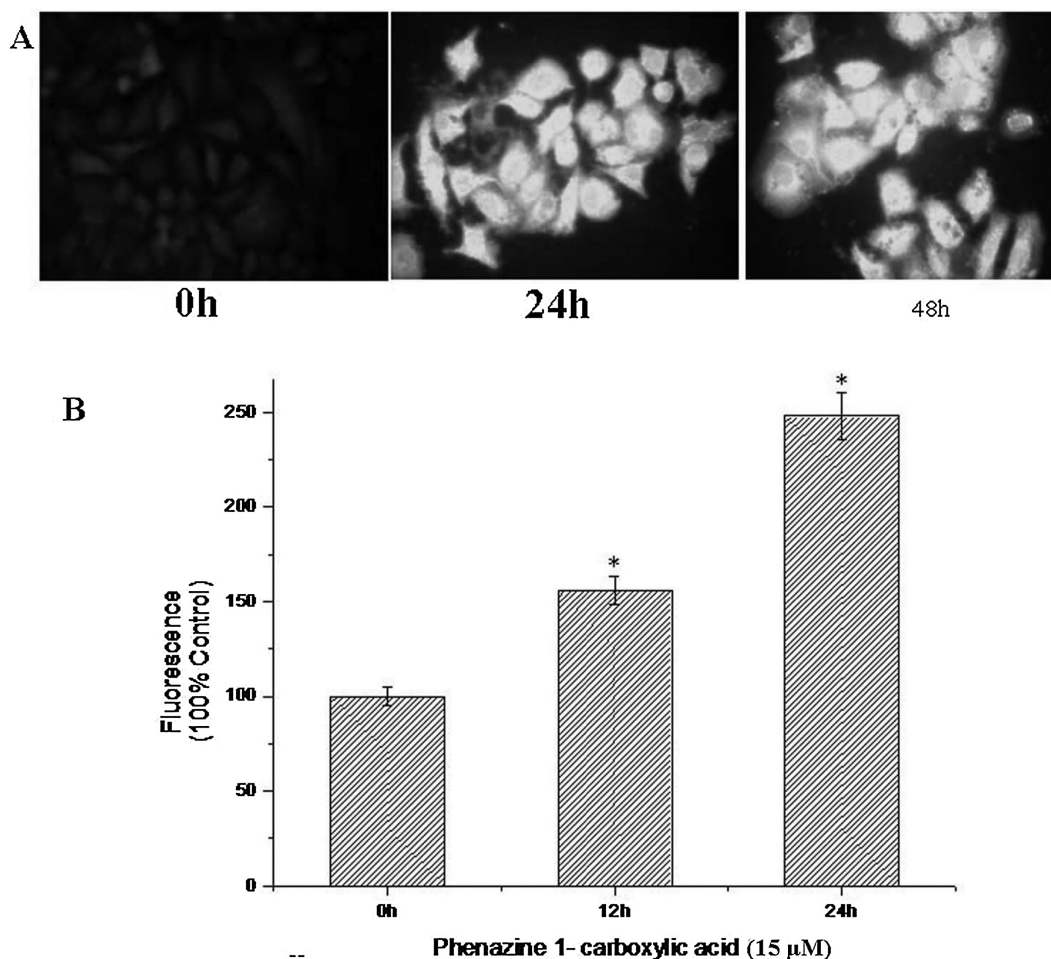 A
0h
24h
48h
B
Fluorescence
(100% Control)
250
200
150
100
50
0
*
*
0h
12h
24h
Phenazine 1- carboxylic acid (15 µM)
--